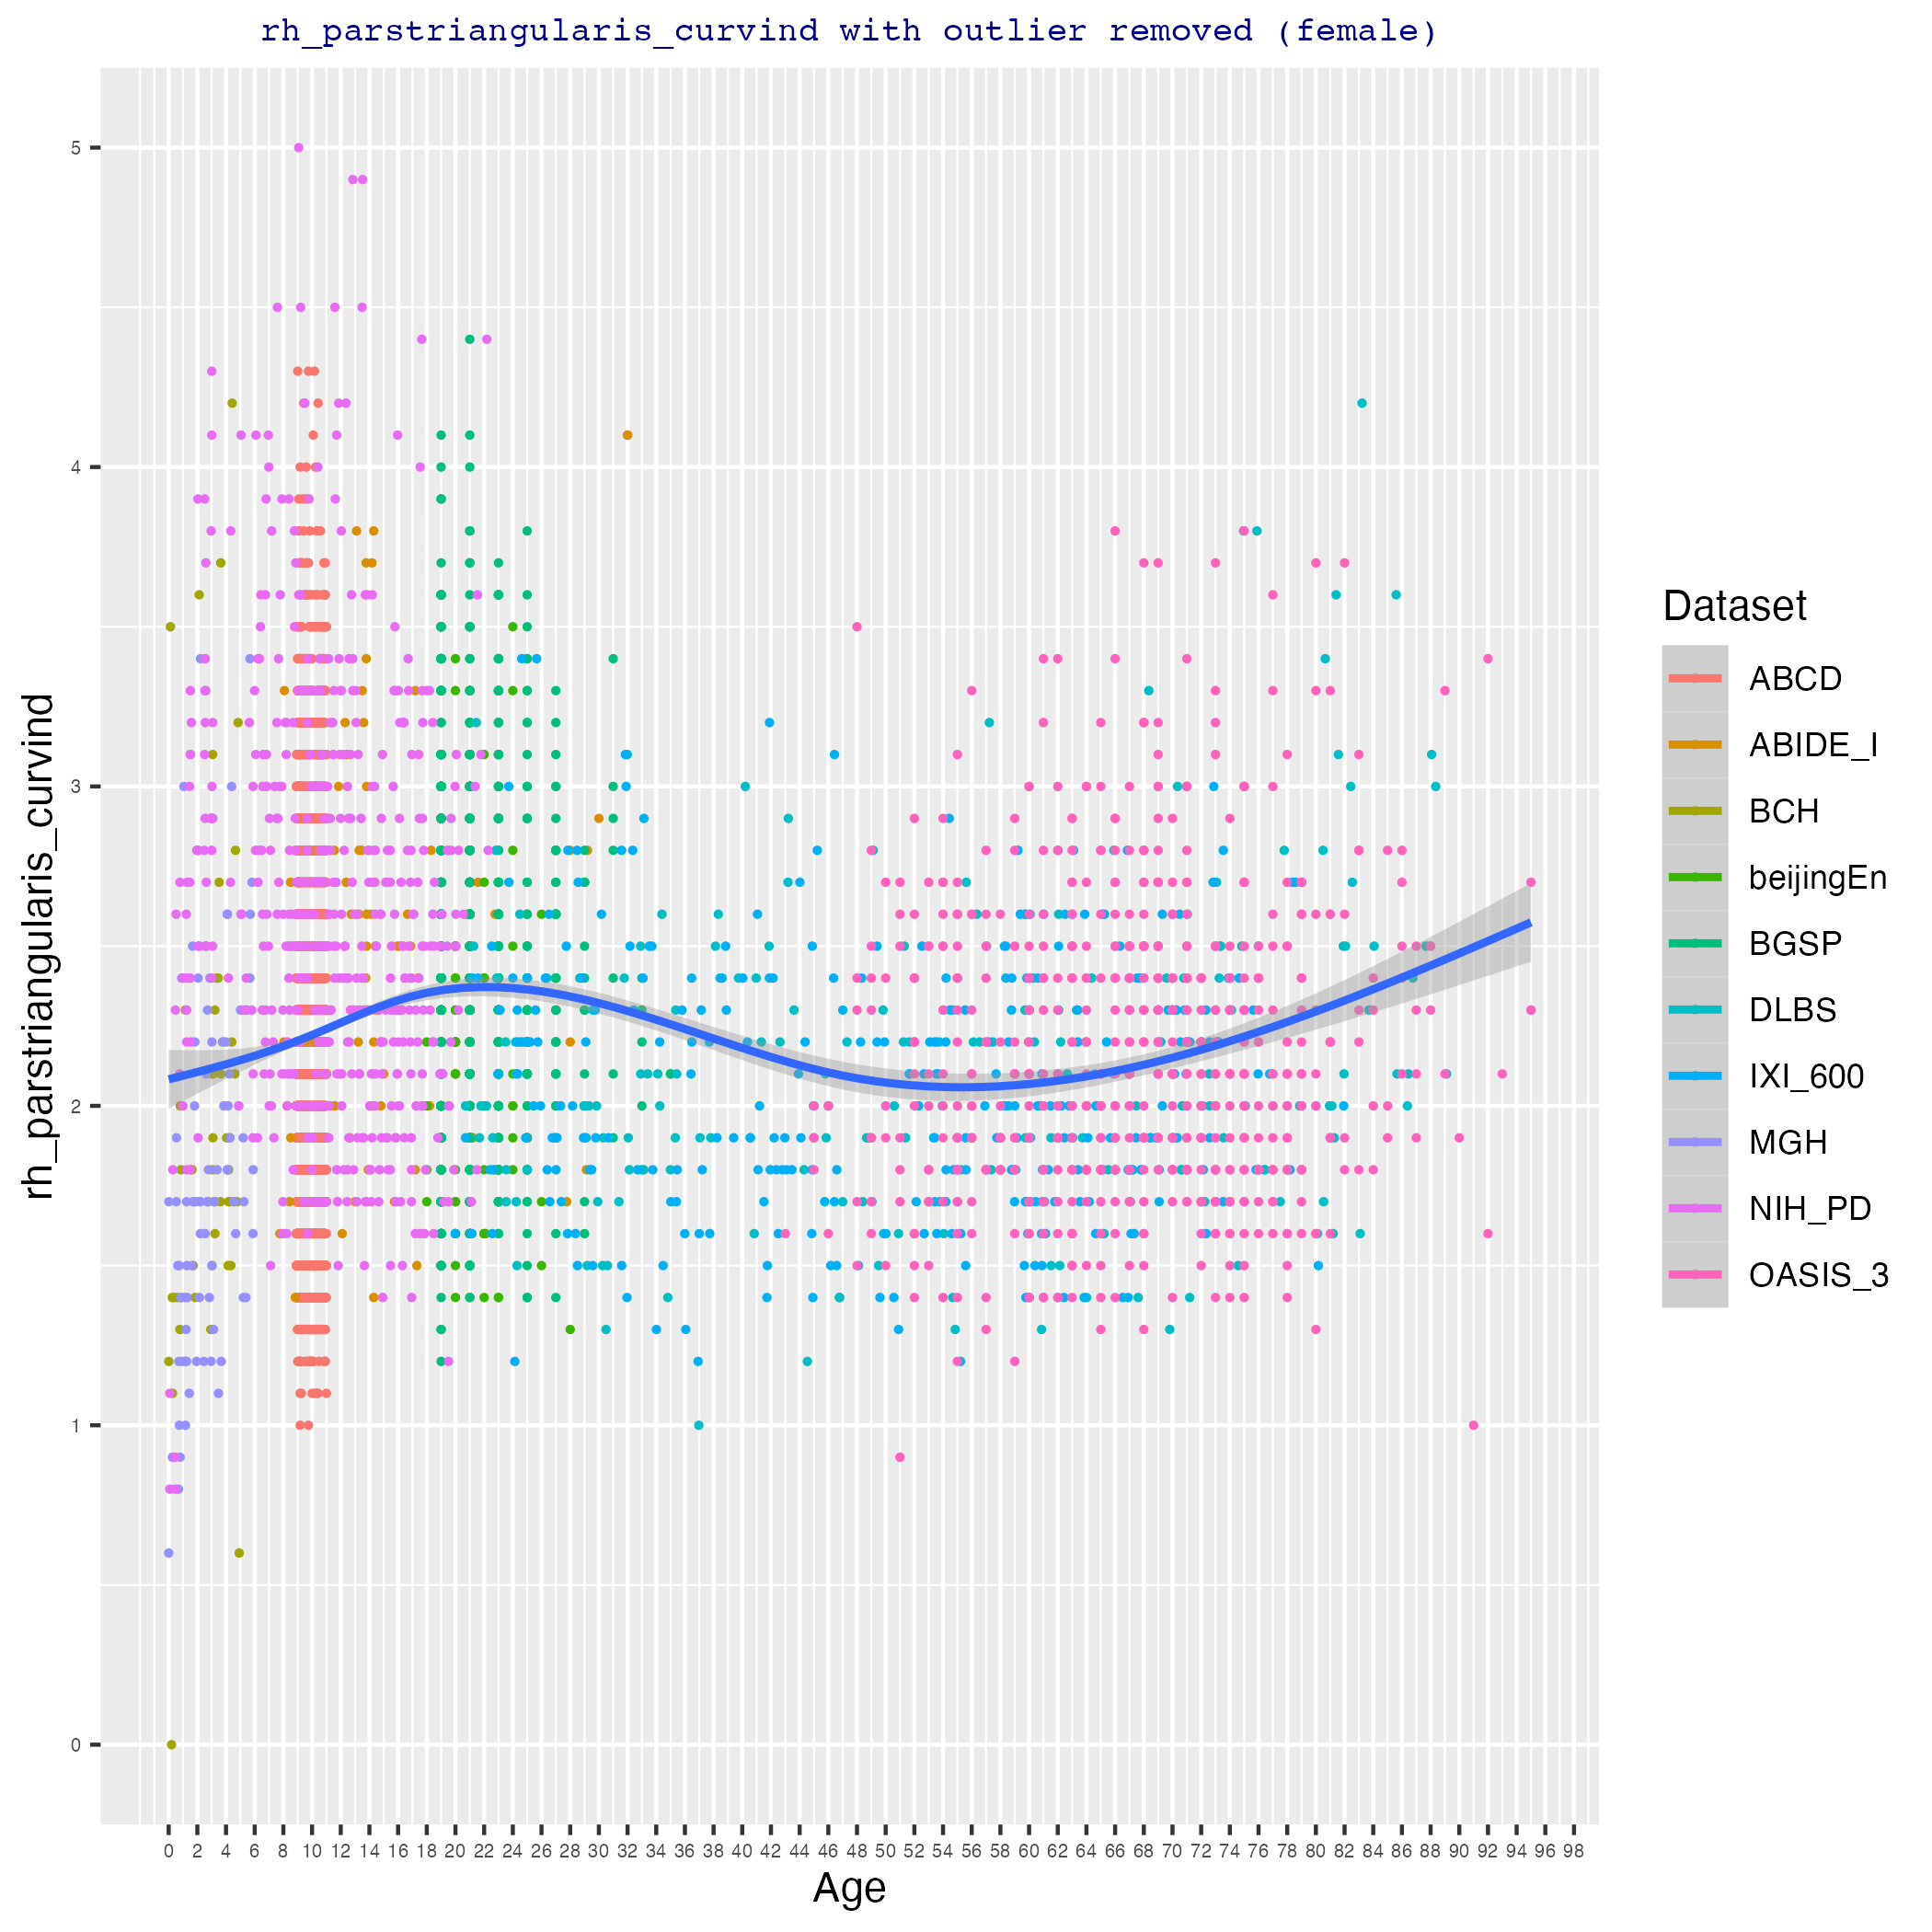 rh_parstriangularis_curvind with outlier removed (female)
rh_parstriangularis_curvind
5
4
3
2
1
0
0 2 4 6 8 10 12 14 16 18 20 22 24 26 28 30 32 34 36 38 40 42 44 46 48 50 52 54 56 58 60 62 64 66 68 70 72 74 76 78 80 82 84 86 88 90 92 94 96 98
Age
Dataset
ABCD
ABIDE_I
BCH
beijingEn
BGSP
DLBS
IXI_600
MGH
NIH_PD
OASIS_3